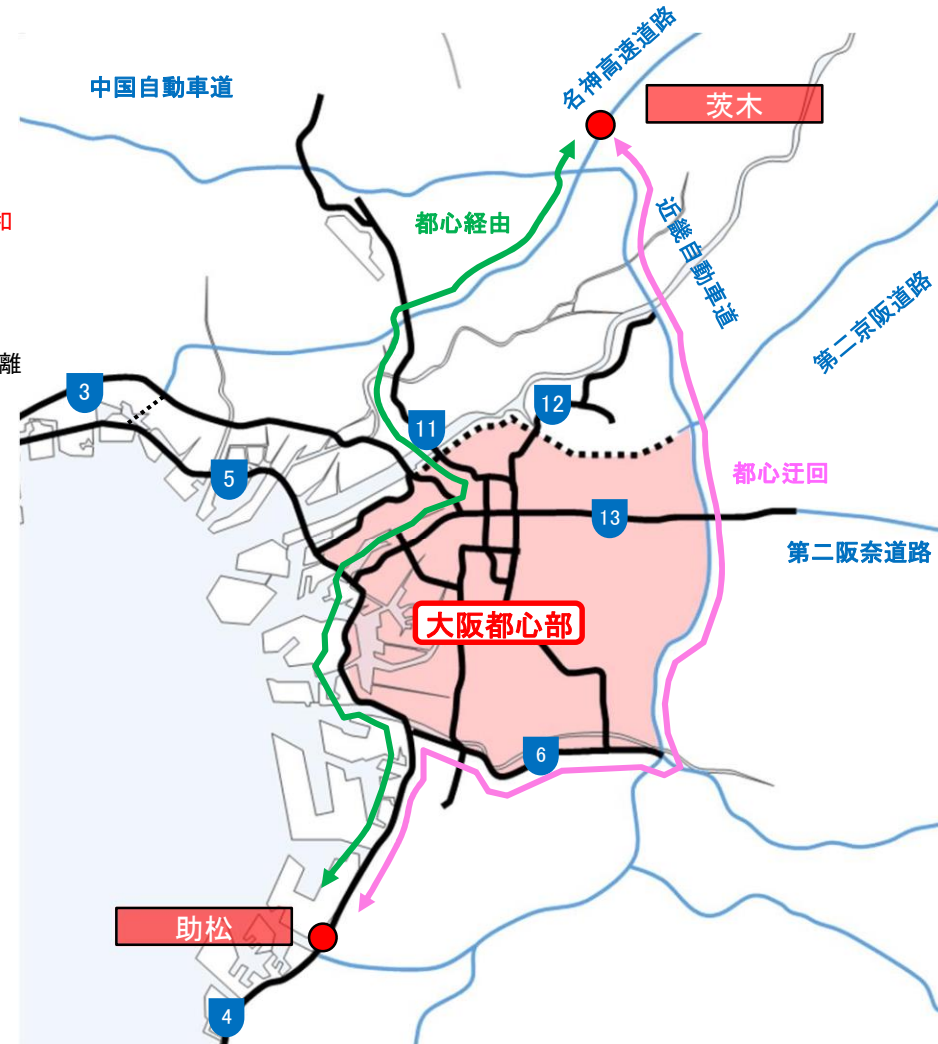 中国自動車道
名神高速道路
茨木
和
都心経由
近畿自動車道
第二京阪道路
離
3
12
11
5
都心迂回
13
第二阪奈道路
大阪都心部
6
助松
4